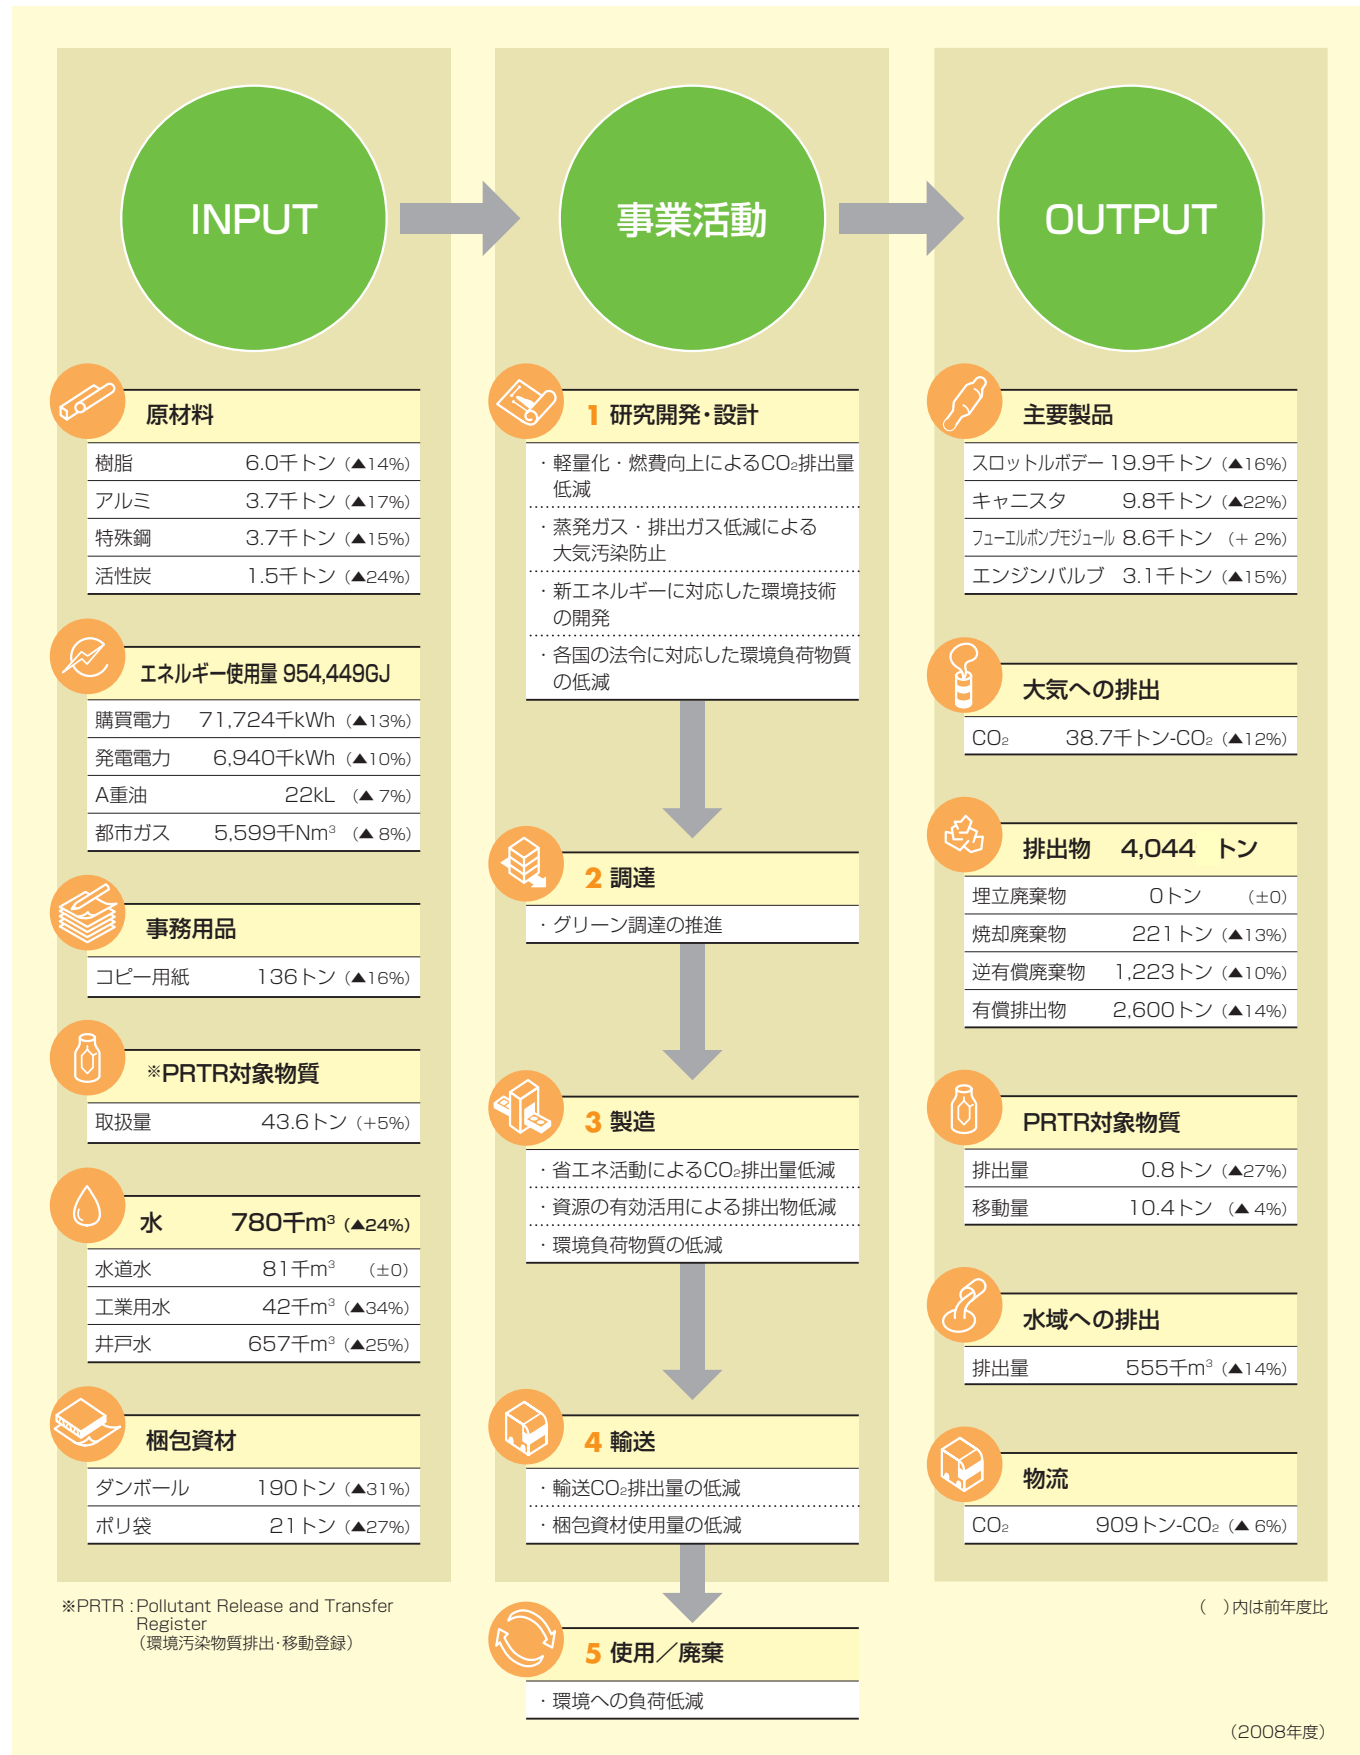 INPUT
原材料
樹脂 6.0千トン（▲14%）
アルミ 3.7千トン（▲17%）
特殊鋼 3.7千トン（▲15%）
活性炭 1.5千トン（▲24%）
エネルギー使用量 954,449GJ
購買電力 71,724千kWh（▲13%）
発電電力 6,940千kWh（▲10%）
A重油 22kL（▲ 7%）
都市ガス 5,599千Nm³（▲ 8%）
事務用品
コピー用紙 136トン（▲16%）
※PRTR対象物質
取扱量 43.6トン（+5%）
水 780千m³（▲24%）
水道水 81千m³（±0）
工業用水 42千m³（▲34%）
井戸水 657千m³（▲25%）
梱包資材
ダンボール 190トン（▲31%）
ポリ袋 21トン（▲27%）
※PRTR : Pollutant Release and Transfer
Register
（環境汚染物質排出・移動登録）
事業活動
1 研究開発・設計
・軽量化・燃費向上によるCO₂排出量
低減
・蒸発ガス・排出ガス低減による
大気汚染防止
・新エネルギーに対応した環境技術
の開発
・各国の法令に対応した環境負荷物質
の低減
2 調達
・グリーン調達の推進
3 製造
・省エネ活動によるCO₂排出量低減
・資源の有効活用による排出物低減
・環境負荷物質の低減
4 輸送
・輸送CO₂排出量の低減
・梱包資材使用量の低減
5 使用／廃棄
・環境への負荷低減
OUTPUT
主要製品
スロットルボデー 19.9千トン（▲16%）
キャニスタ 9.8千トン（▲22%）
フューエルポンプモジュール 8.6千トン（+ 2%）
エンジンバルブ 3.1千トン（▲15%）
大気への排出
CO₂ 38.7千トン-CO₂（▲12%）
排出物 4,044 トン
埋立廃棄物 0トン（±0）
焼却廃棄物 221トン（▲13%）
逆有償廃棄物 1,223トン（▲10%）
有償排出物 2,600トン（▲14%）
PRTR対象物質
排出量 0.8トン（▲27%）
移動量 10.4トン（▲ 4%）
水域への排出
排出量 555千m³（▲14%）
物流
CO₂ 909トン-CO₂（▲ 6%）
（　）内は前年度比
（2008年度）